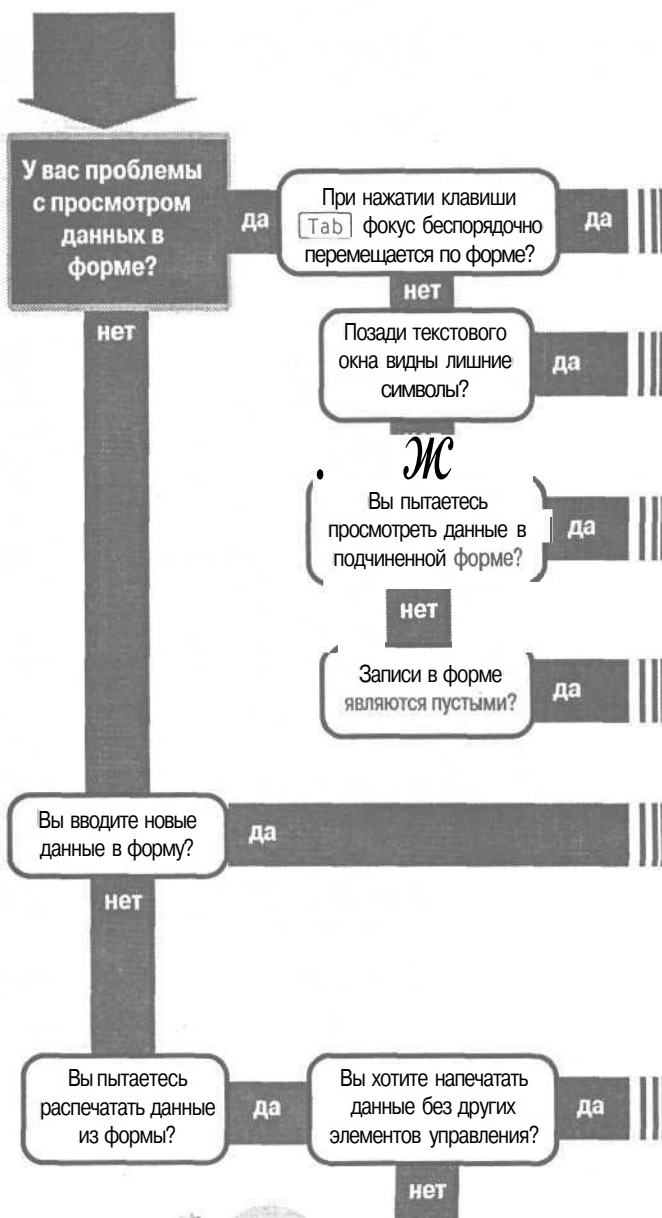 У вас проблемы
с просмотром
данных в
форме?
да
При нажатии клавиши
Tab фокус беспорядочно
перемещается по форме?
да
нет
нет
Позади текстового
окна видны лишние
символы?
да
Ж
Вы пытаетесь
просмотреть данные в
подчиненной форме?
да
нет
Записи в форме
являются пустыми?
да
Вы вводите новые
данные в форму?
да
нет
Вы пытаетесь
распечатать данные
из формы?
да
Вы хотите напечатать
данные без других
элементов управления?
да
нет